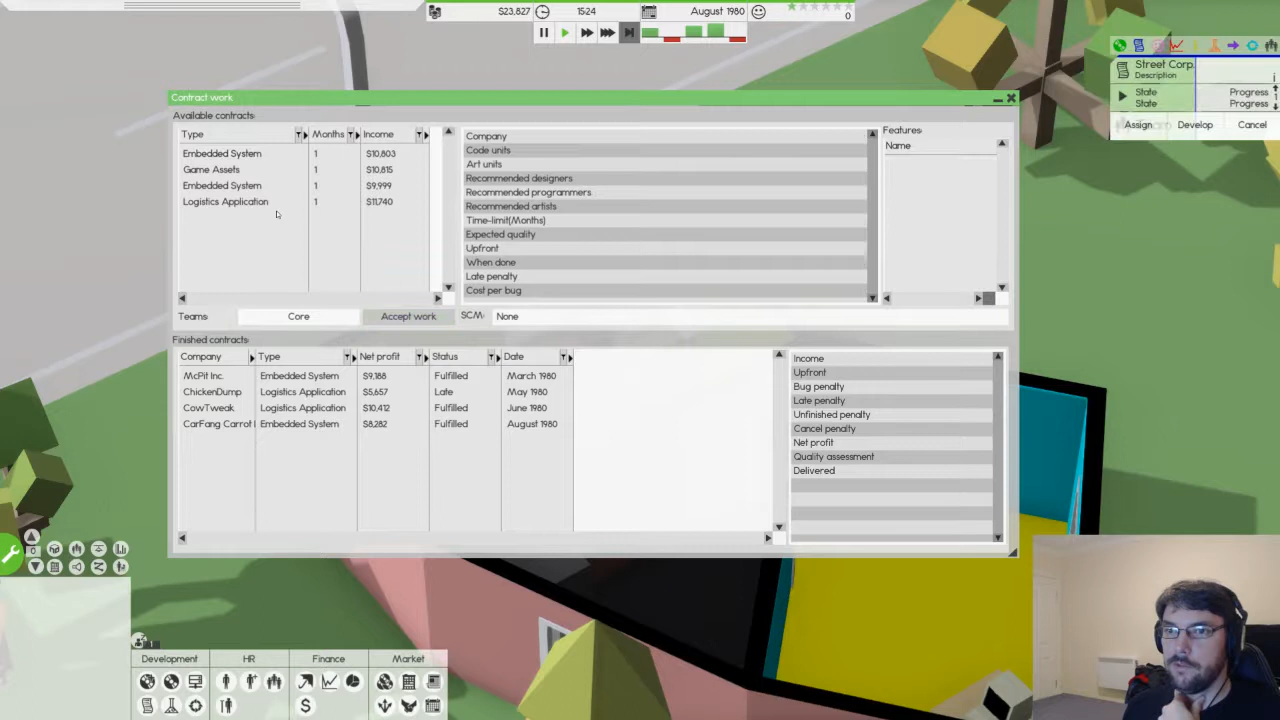 $23,827 1524 August 1980 0
Street Corp.
Description
State Progress
State Progress
1
Assign Develop Cancel
Contract work
Available contracts
Type Months Income
Embedded System 1 $10,803
Game Assets 1 $10,815
Embedded System 1 $9,999
Logistics Application 1 $11,740
Company
Code units
Art units
Recommended designers
Recommended programmers
Recommended artists
Time-limit(Months)
Expected quality
Upfront
When done
Late penalty
Cost per bug
Features
Name
Teams: Core Accept work SCM: None
Finished contracts
Company Type Net profit Status Date
McPit Inc. Embedded System $9,188 Fulfilled March 1980
ChickenDump Logistics Application $5,657 Late May 1980
CowTweak Logistics Application $10,412 Fulfilled June 1980
CarFang Carrot Embedded System $8,282 Fulfilled August 1980
Income
Upfront
Bug penalty
Late penalty
Unfinished penalty
Cancel penalty
Net profit
Quality assessment
Delivered
1
Development HR Finance Market